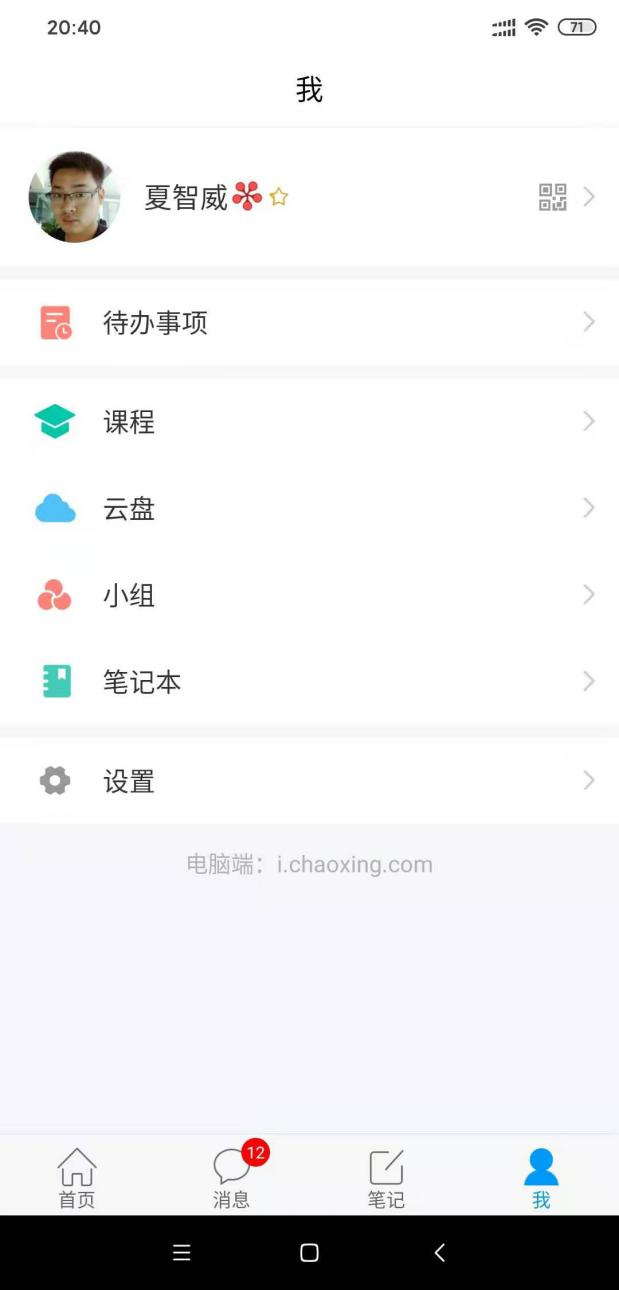 20:40
71
我
夏智威
待办事项
课程
云盘
小组
笔记本
设置
电脑端：i.chaoxing.com
12
首页
消息
笔记
我